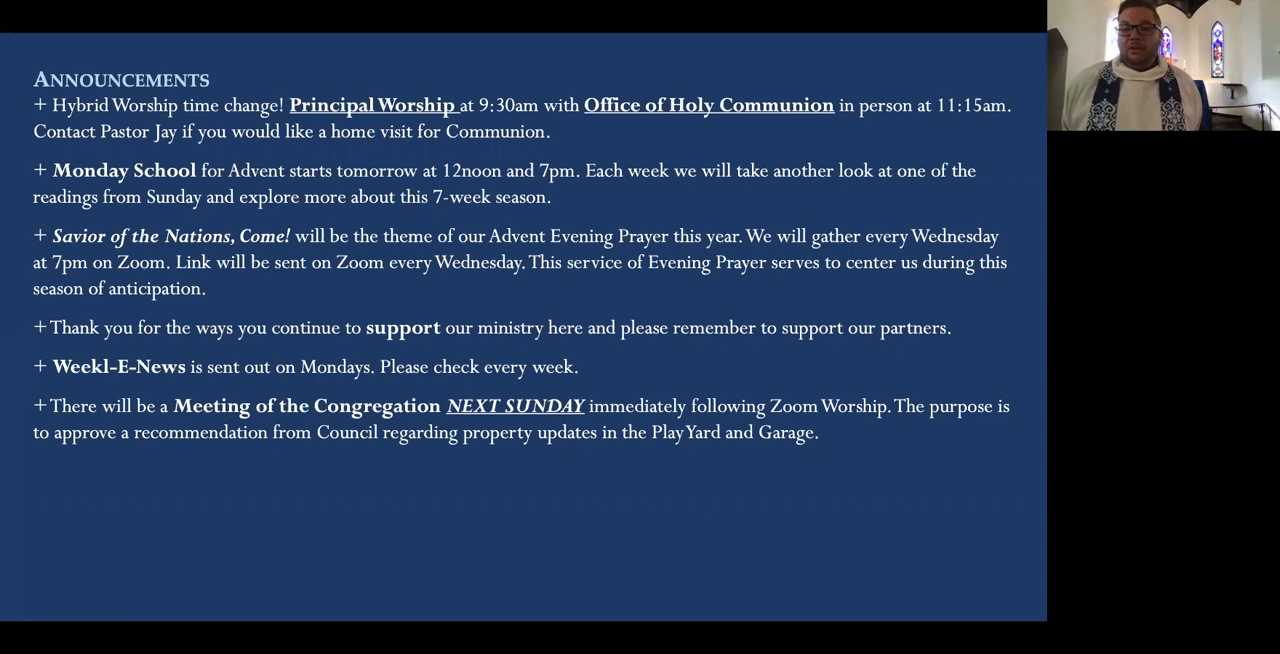 ANNOUNCEMENTS
+ Hybrid Worship time change! Principal Worship at 9:30am with Office of Holy Communion in person at 11:15am.
Contact Pastor Jay if you would like a home visit for Communion.
+ Monday School for Advent starts tomorrow at 12noon and 7pm. Each week we will take another look at one of the
readings from Sunday and explore more about this 7-week season.
+ Savior of the Nations, Come! will be the theme of our Advent Evening Prayer this year. We will gather every Wednesday
at 7pm on Zoom. Link will be sent on Zoom every Wednesday. This service of Evening Prayer serves to center us during this
season of anticipation.
+ Thank you for the ways you continue to support our ministry here and please remember to support our partners.
+ Weekl-E-News is sent out on Mondays. Please check every week.
+ There will be a Meeting of the Congregation NEXT SUNDAY immediately following Zoom Worship. The purpose is
to approve a recommendation from Council regarding property updates in the Play Yard and Garage.